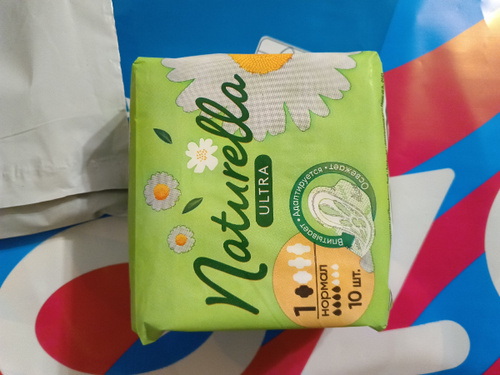 Naturella
ULTRA
Впитывает • Адаптируется • Освежает
1
нормал
10 шт.